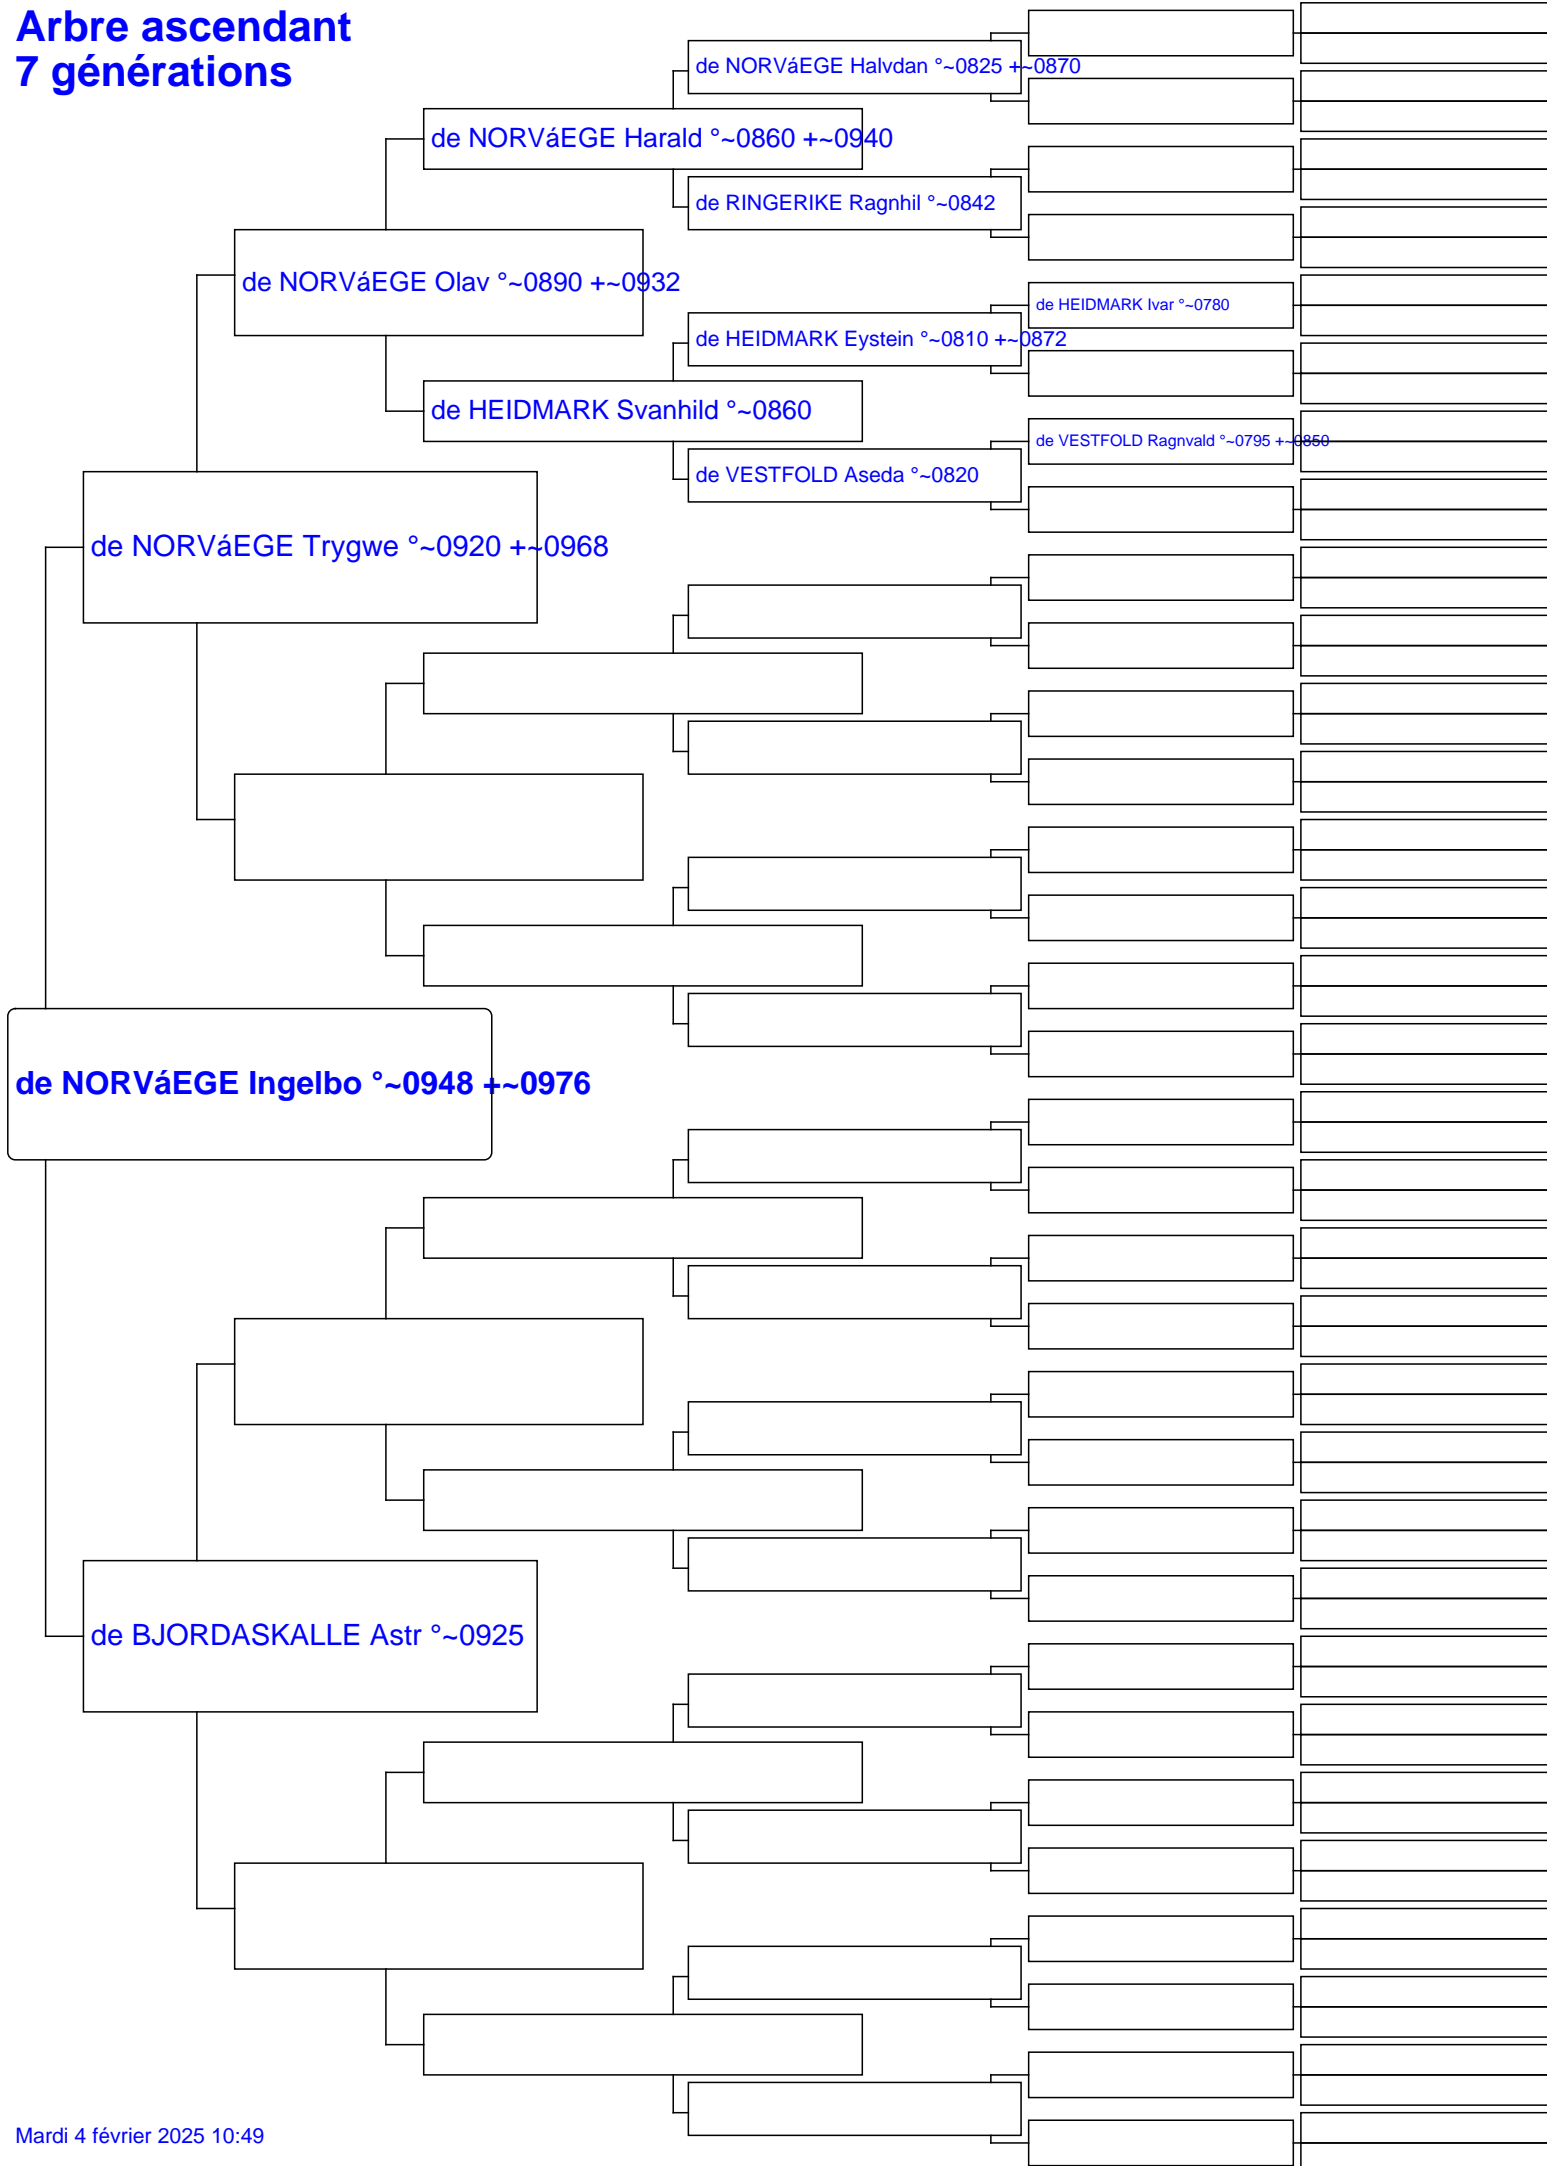 Arbre ascendant
7 générations
de NORVáEGE Halvdan °~0825 +~0870
de NORVáEGE Harald °~0860 +~0940
de RINGERIKE Ragnhil °~0842
de NORVáEGE Olav °~0890 +~0932
de HEIDMARK Ivar °~0780
de HEIDMARK Eystein °~0810 +~0872
de HEIDMARK Svanhild °~0860
de VESTFOLD Ragnvald °~0795 +~0850
de VESTFOLD Aseda °~0820
de NORVáEGE Trygwe °~0920 +~0968
de NORVáEGE Ingelbo °~0948 +~0976
de BJORDASKALLE Astr °~0925
Mardi 4 février 2025 10:49